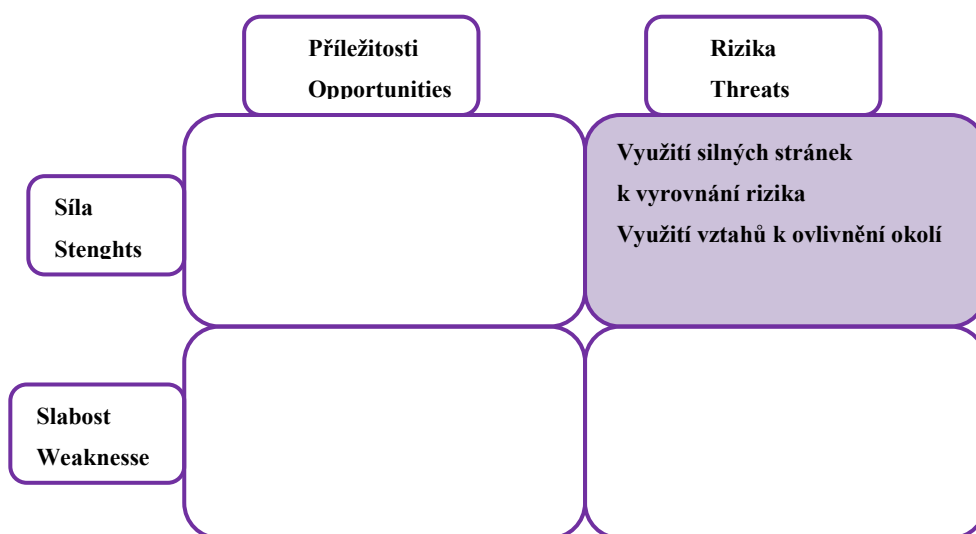 Příležitosti
Opportunities
Rizika
Threats
Síla
Stenghts
Využití silných stránek
k vyrovnání rizika
Využití vztahů k ovlivnění okolí
Slabost
Weaknesse